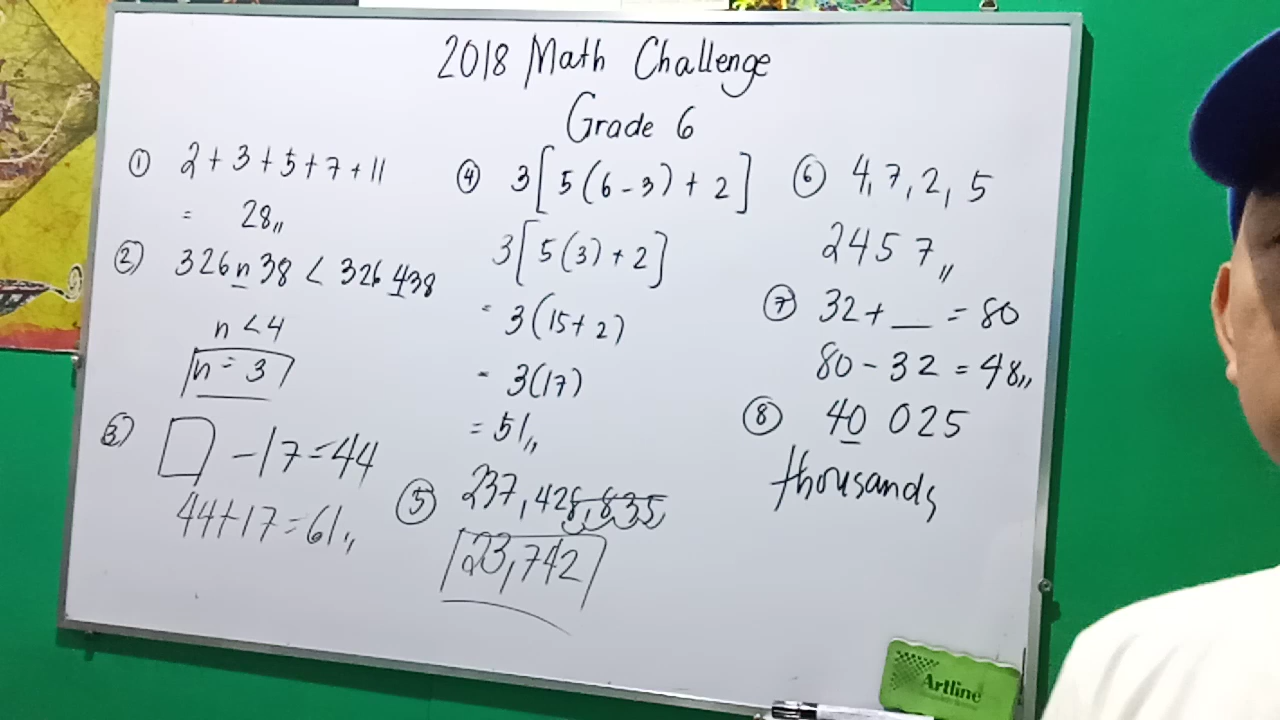 2018 Math Challenge
Grade 6
① 2 + 3 + 5 + 7 + 11
= 28,,
② 326n38 < 326438
n < 4
n = 3
③ □ - 17 = 44
44 + 17 = 61,,
④ 3[5(6-3) + 2]
3[5(3) + 2]
= 3(15 + 2)
= 3(17)
= 51,,
⑤ 237,428,835
23,742
⑥ 4, 7, 2, 5
2457,,
⑦ 32 + __ = 80
80 - 32 = 48,,
⑧ 40 025
thousands
Artline